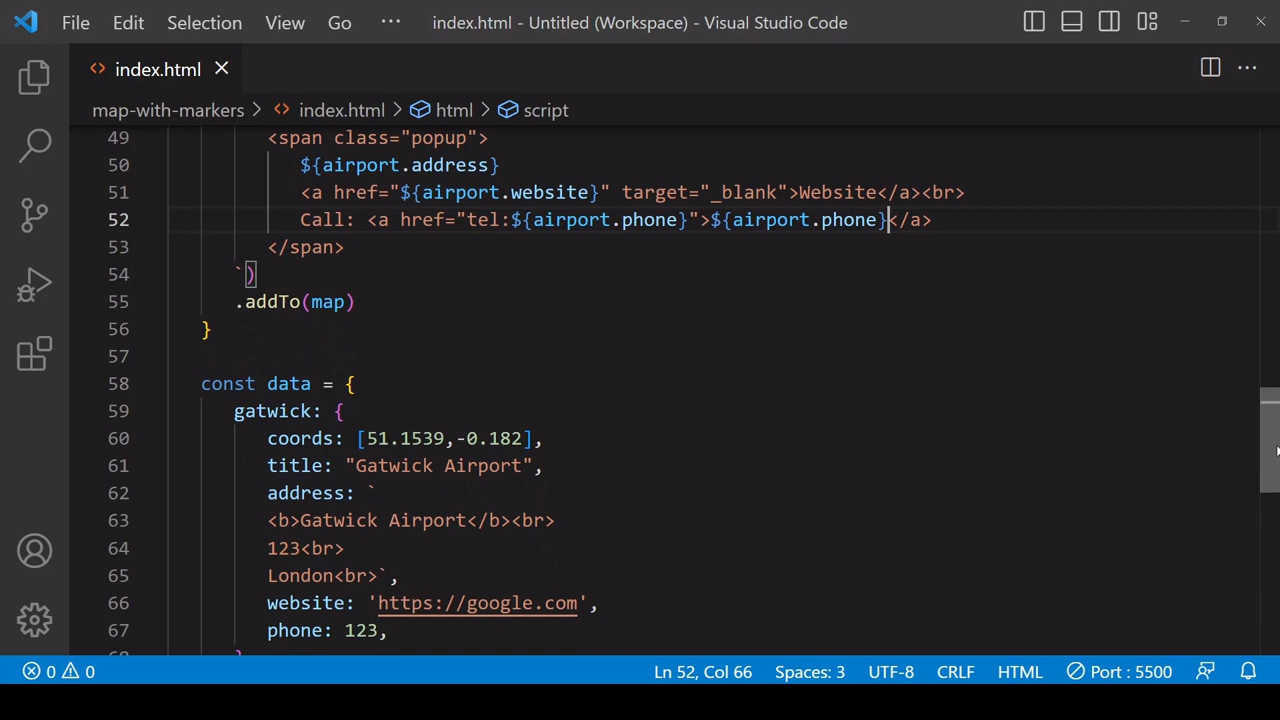 File Edit Selection View Go ··· index.html - Untitled (Workspace) - Visual Studio Code
<> index.html
map-with-markers > <> index.html > html > script
49 <span class="popup">
50 ${airport.address}
51 <a href="${airport.website}" target="_blank">Website</a><br>
52 Call: <a href="tel:${airport.phone}">${airport.phone}</a>
53 </span>
54 `)
55 .addTo(map)
56 }
57
58 const data = {
59 gatwick: {
60 coords: [51.1539,-0.182],
61 title: "Gatwick Airport",
62 address: `
63 <b>Gatwick Airport</b><br>
64 123<br>
65 London<br>`,
66 website: 'https://google.com',
67 phone: 123,
68 }
0 0 Ln 52, Col 66 Spaces: 3 UTF-8 CRLF HTML Port : 5500